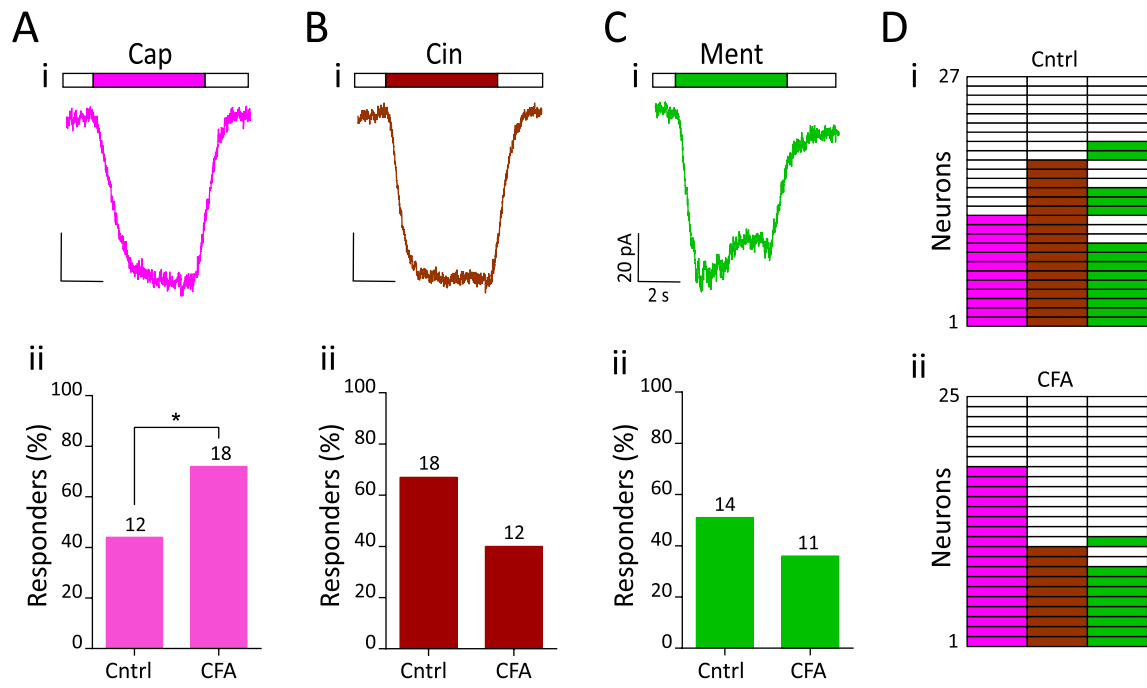 A
B
C
D
Cap
Cin
Ment
Cntrl
i
i
i
i
27
Neurons
1
20 pA
2 s
ii
ii
ii
ii
CFA
25
Neurons
1
Responders (%)
100
80
60
40
20
0
*
12
18
Cntrl
CFA
Responders (%)
100
80
60
40
20
0
18
12
Cntrl
CFA
Responders (%)
100
80
60
40
20
0
14
11
Cntrl
CFA